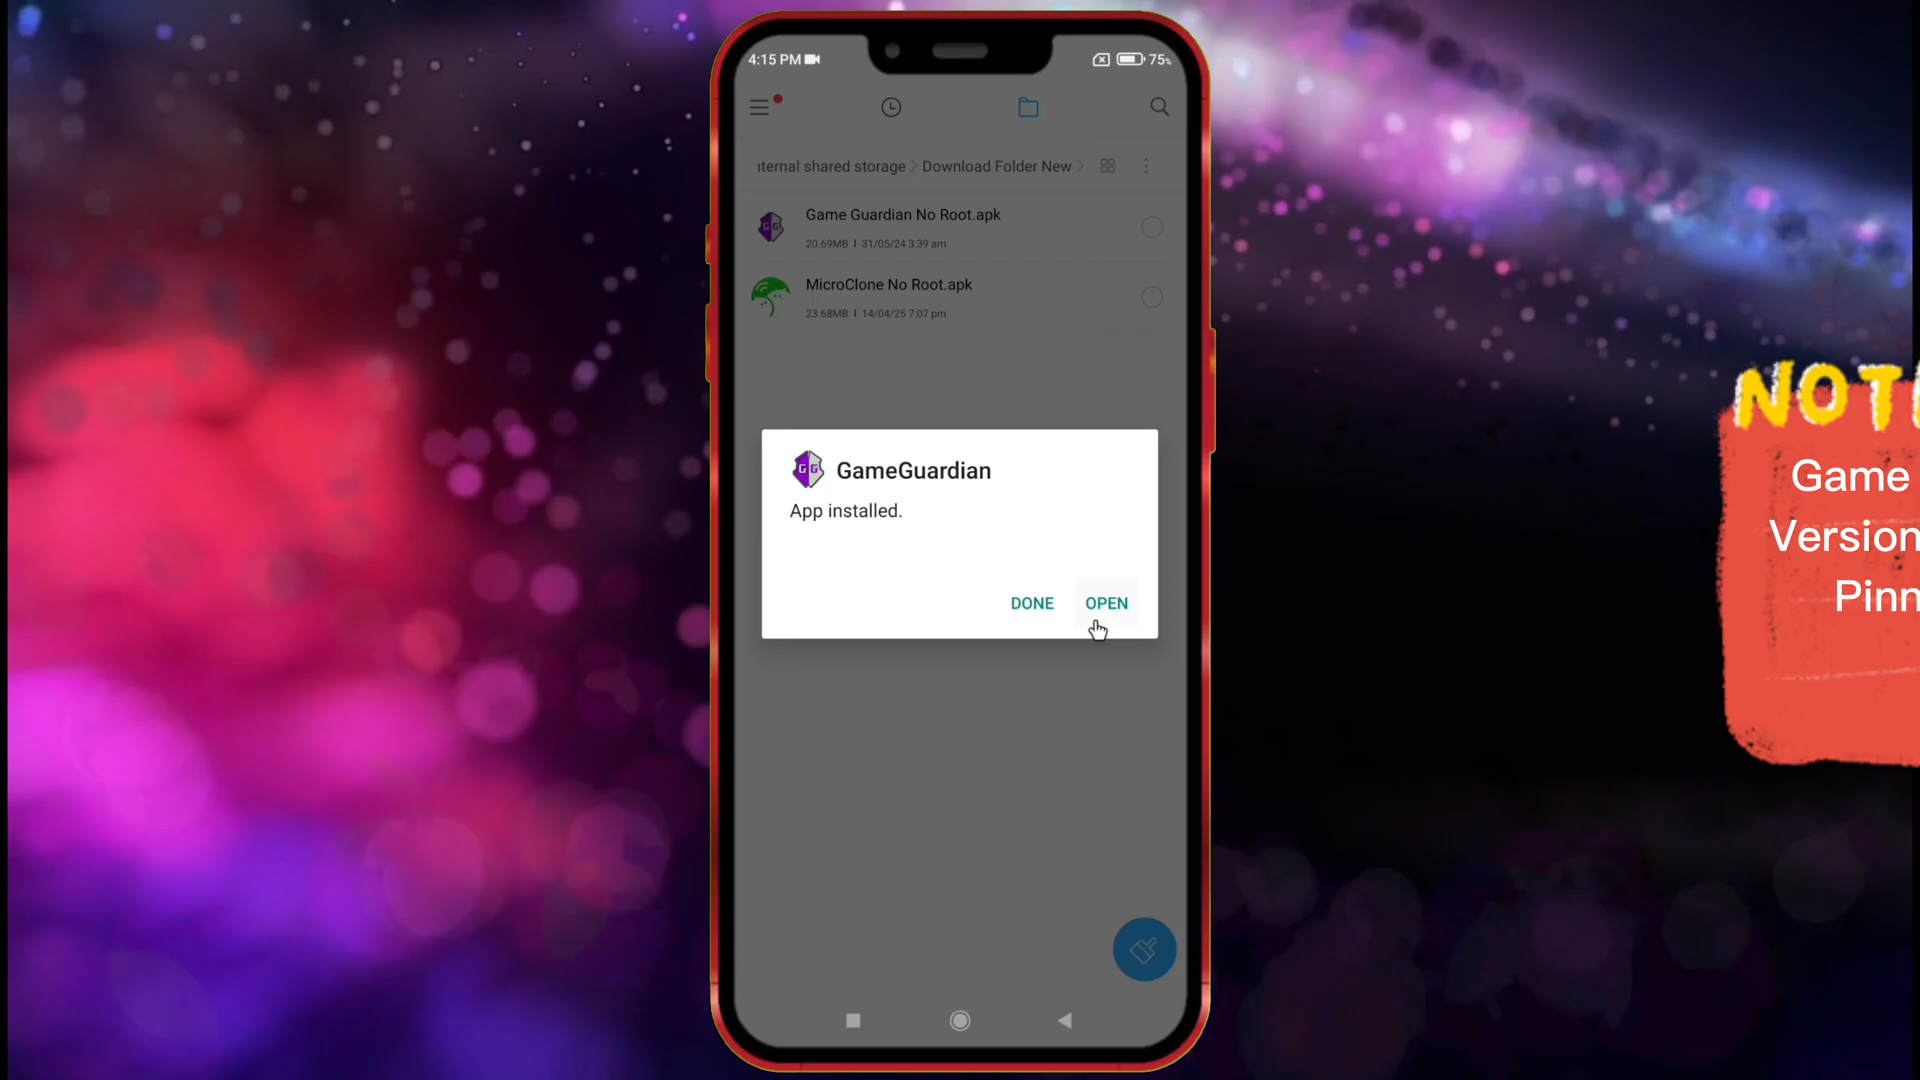 4:15 PM
75%
nternal shared storage > Download Folder New >
Game Guardian No Root.apk
20.69MB | 31/05/24 3:39 am
MicroClone No Root.apk
23.68MB | 14/04/25 7:07 pm
GG GameGuardian
App installed.
DONE OPEN
NOT
Game
Version
Pinn